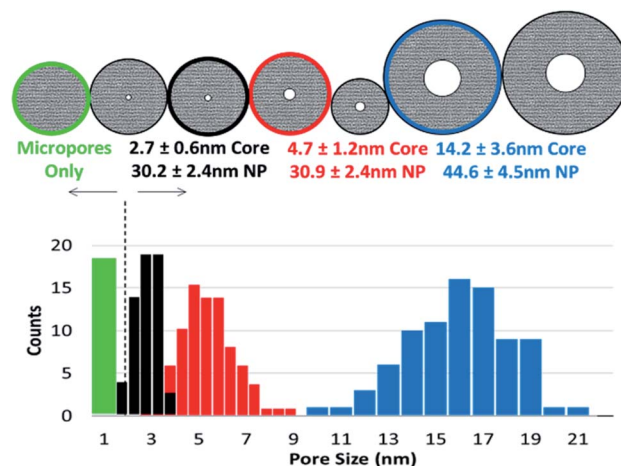 Micropores Only
2.7 ± 0.6nm Core
30.2 ± 2.4nm NP
4.7 ± 1.2nm Core
30.9 ± 2.4nm NP
14.2 ± 3.6nm Core
44.6 ± 4.5nm NP
20
15
10
5
0
Counts
1 3 5 7 9 11 13 15 17 19 21
Pore Size (nm)